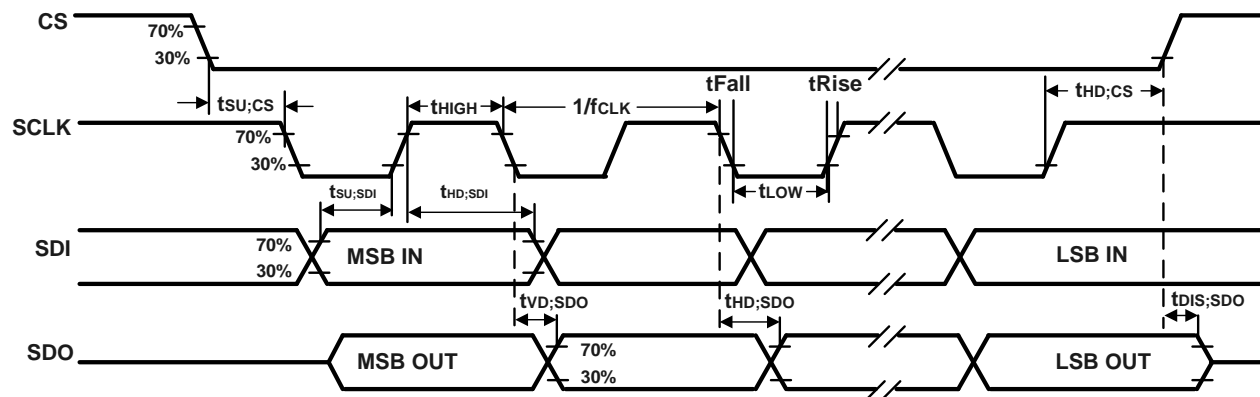 CS
70%
30%
tFall
tRise
tSU;CS
tHIGH
1/fCLK
tHD;CS
SCLK
70%
30%
tSU;SDI
tHD;SDI
tLOW
SDI
70%
30%
MSB IN
LSB IN
tVD;SDO
tHD;SDO
tDIS;SDO
SDO
MSB OUT
70%
30%
LSB OUT